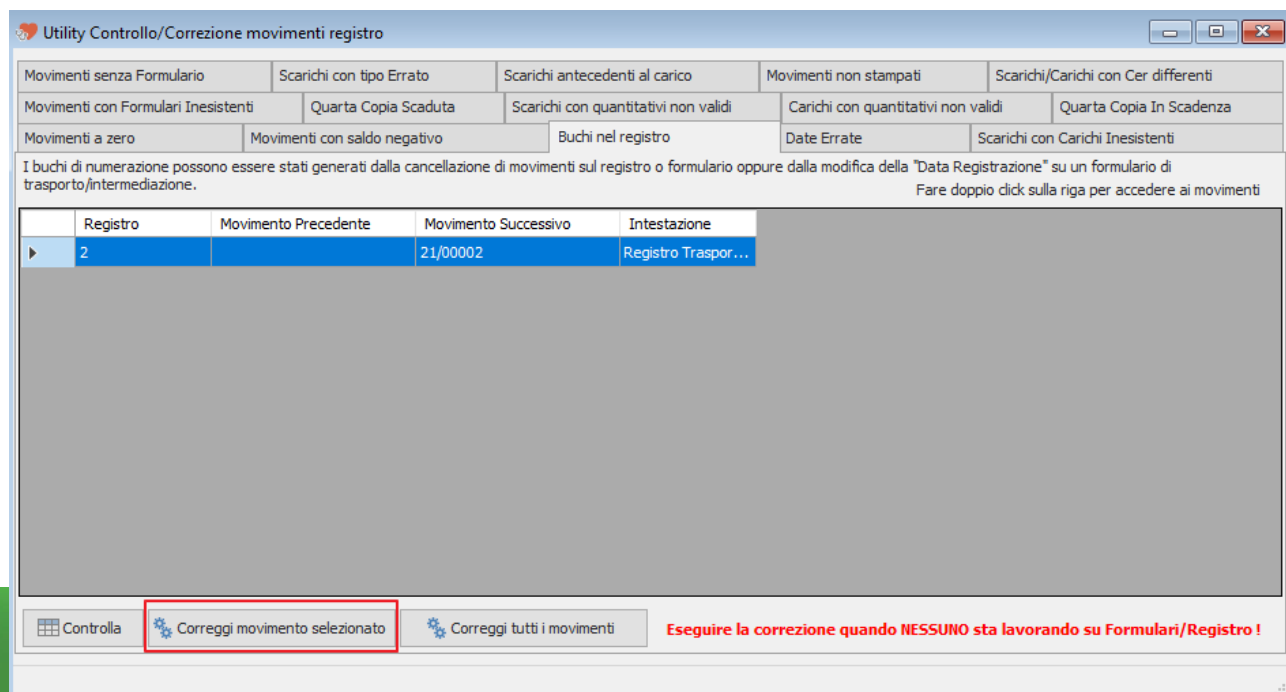 Utility Controllo/Correzione movimenti registro
Movimenti senza Formulario Scarichi con tipo Errato Scarichi antecedenti al carico Movimenti non stampati Scarichi/Carichi con Cer differenti
Movimenti con Formulari Inesistenti Quarta Copia Scaduta Scarichi con quantitativi non validi Carichi con quantitativi non validi Quarta Copia In Scadenza
Movimenti a zero Movimenti con saldo negativo Buchi nel registro Date Errate Scarichi con Carichi Inesistenti
I buchi di numerazione possono essere stati generati dalla cancellazione di movimenti sul registro o formulario oppure dalla modifica della "Data Registrazione" su un formulario di
trasporto/intermediazione.
Fare doppio click sulla riga per accedere ai movimenti
Registro Movimento Precedente Movimento Successivo Intestazione
2 21/00002 Registro Traspor...
Controlla Correggi movimento selezionato Correggi tutti i movimenti Eseguire la correzione quando NESSUNO sta lavorando su Formulari/Registro !